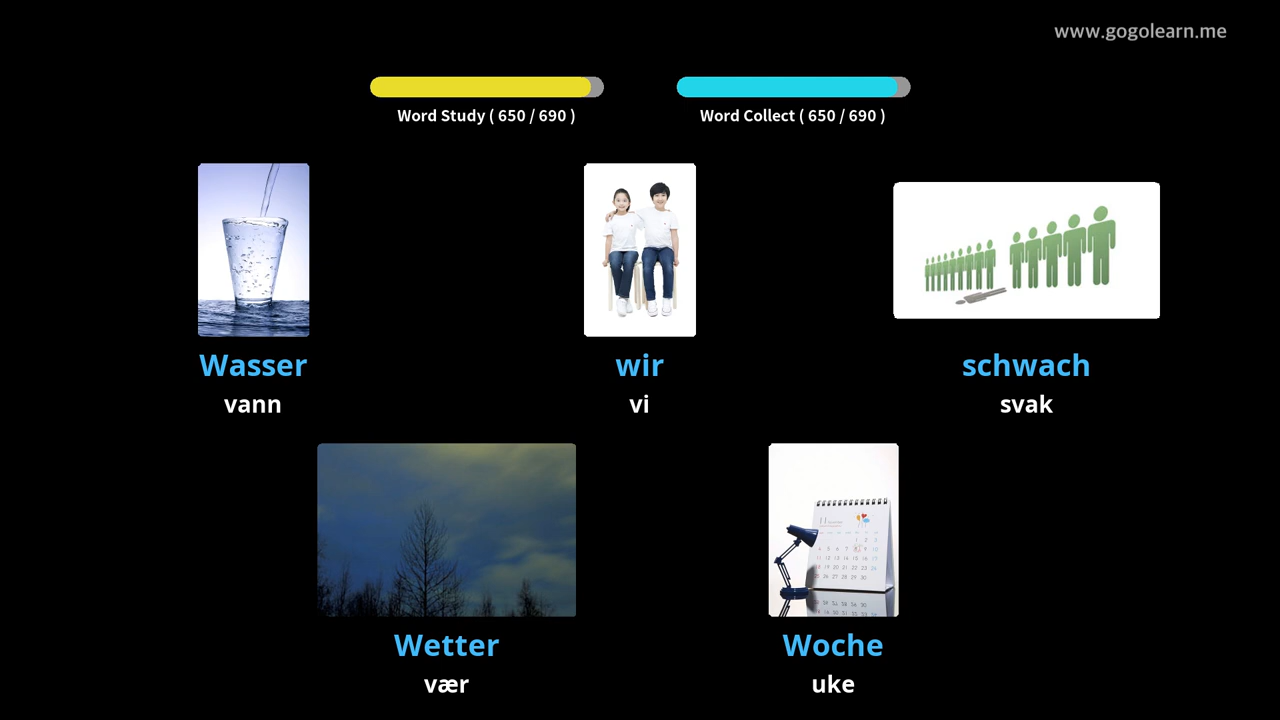 www.gogolearn.me
Word Study ( 650 / 690 )
Word Collect ( 650 / 690 )
Wasser
vann
wir
vi
schwach
svak
Wetter
vær
Woche
uke